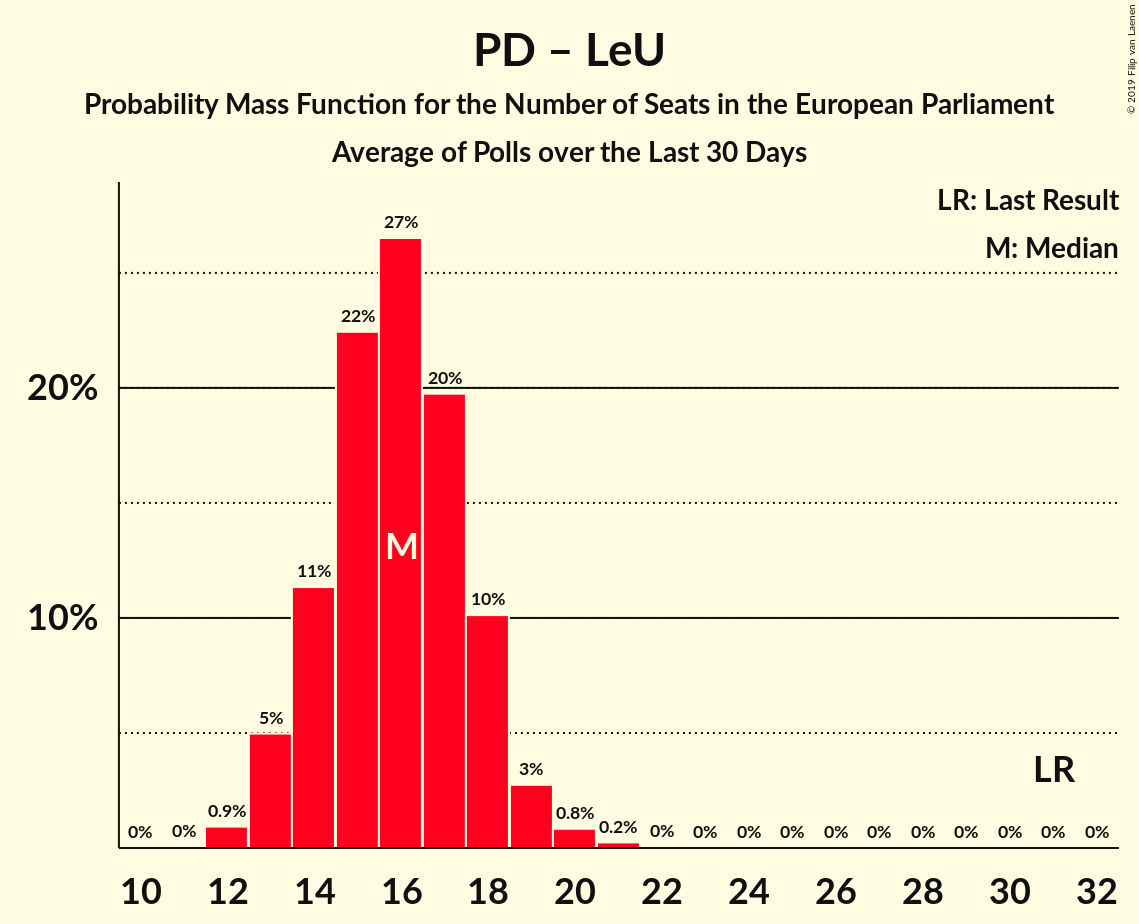 © 2019 Filip van Laenen
PD – LeU
Probability Mass Function for the Number of Seats in the European Parliament
Average of Polls over the Last 30 Days
LR: Last Result
M: Median
27%
22%
20%
20%
M
11%
10%
10%
5%
LR
3%
0.9%
0.8%
0.2%
0% 0% 0% 0% 0% 0% 0% 0% 0% 0% 0% 0% 0%
10 12 14 16 18 20 22 24 26 28 30 32